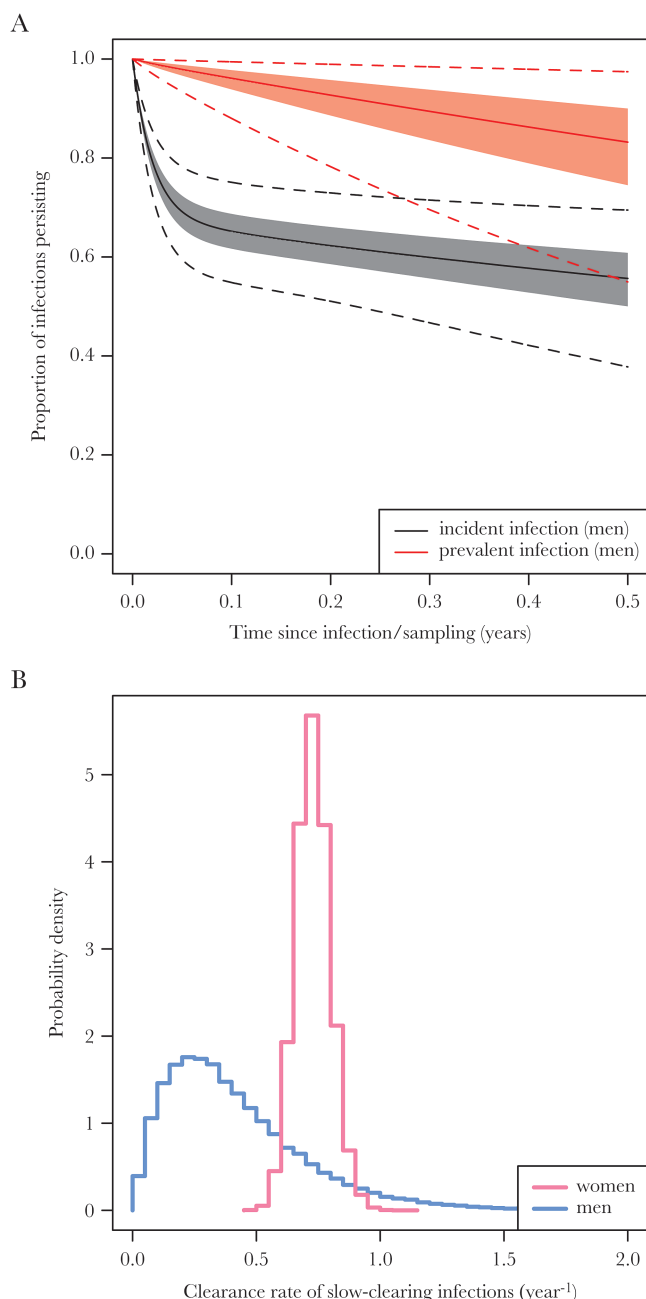 A
1.0
0.8
0.6
0.4
0.2
0.0
Proportion of infections persisting
incident infection (men)
prevalent infection (men)
0.0 0.1 0.2 0.3 0.4 0.5
Time since infection/sampling (years)
B
5
4
3
2
1
0
Probability density
women
men
0.0 0.5 1.0 1.5 2.0
Clearance rate of slow-clearing infections (year⁻¹)